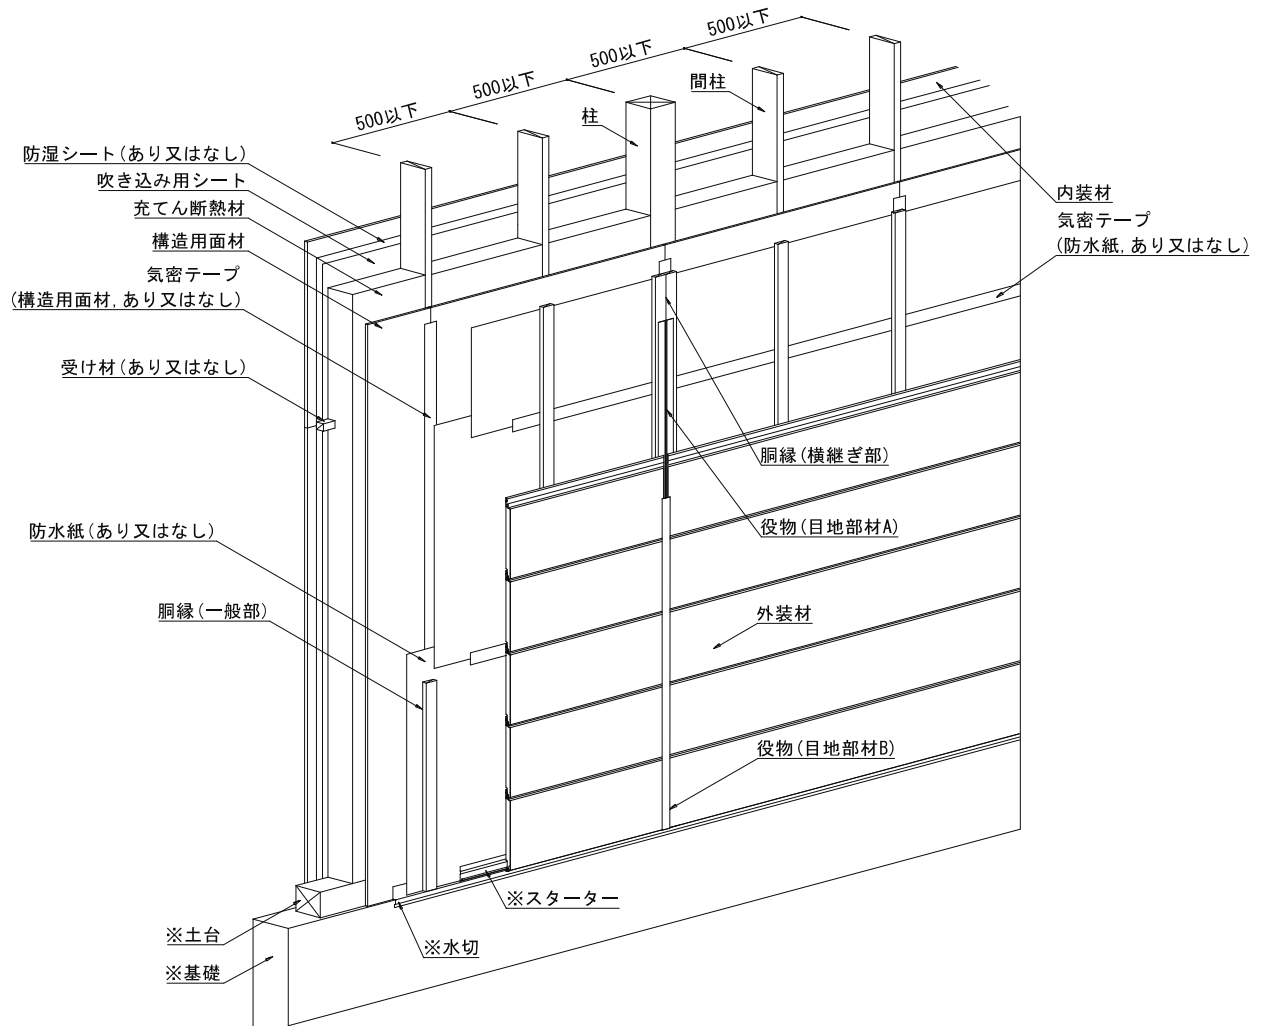 500以下
500以下
500以下
500以下
間柱
柱
防湿シート(あり又はなし)
吹き込み用シート
充てん断熱材
構造用面材
気密テープ
(構造用面材,あり又はなし)
受け材(あり又はなし)
内装材
気密テープ
(防水紙,あり又はなし)
胴縁(横継ぎ部)
役物(目地部材A)
防水紙(あり又はなし)
胴縁(一般部)
外装材
役物(目地部材B)
※スターター
※水切
※土台
※基礎